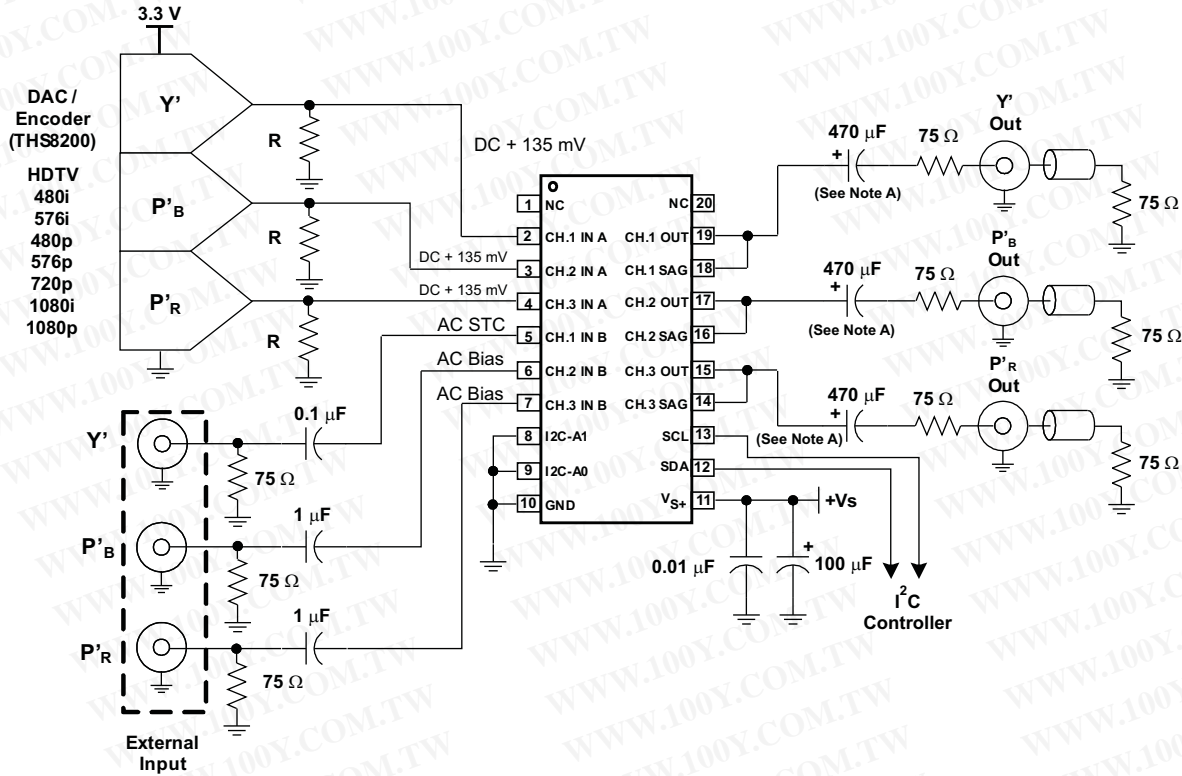 3.3 V
DAC /
Encoder
(THS8200)
HDTV
480i
576i
480p
576p
720p
1080i
1080p
Y'
P'B
P'R
R
R
R
DC + 135 mV
DC + 135 mV
DC + 135 mV
AC STC
AC Bias
AC Bias
1 NC
2 CH.1 IN A
3 CH.2 IN A
4 CH.3 IN A
5 CH.1 IN B
6 CH.2 IN B
7 CH.3 IN B
8 I2C-A1
9 I2C-A0
10 GND
NC 20
CH.1 OUT 19
CH.1 SAG 18
CH.2 OUT 17
CH.2 SAG 16
CH.3 OUT 15
CH.3 SAG 14
SCL 13
SDA 12
VS+ 11
470 μF
+
(See Note A)
75 Ω
Y'
Out
75 Ω
470 μF
+
(See Note A)
75 Ω
P'B
Out
75 Ω
470 μF
+
(See Note A)
75 Ω
P'R
Out
75 Ω
+Vs
0.01 μF
+
100 μF
I²C
Controller
Y'
0.1 μF
75 Ω
P'B
1 μF
75 Ω
P'R
1 μF
75 Ω
External
Input
WWW.100Y.COM.TW